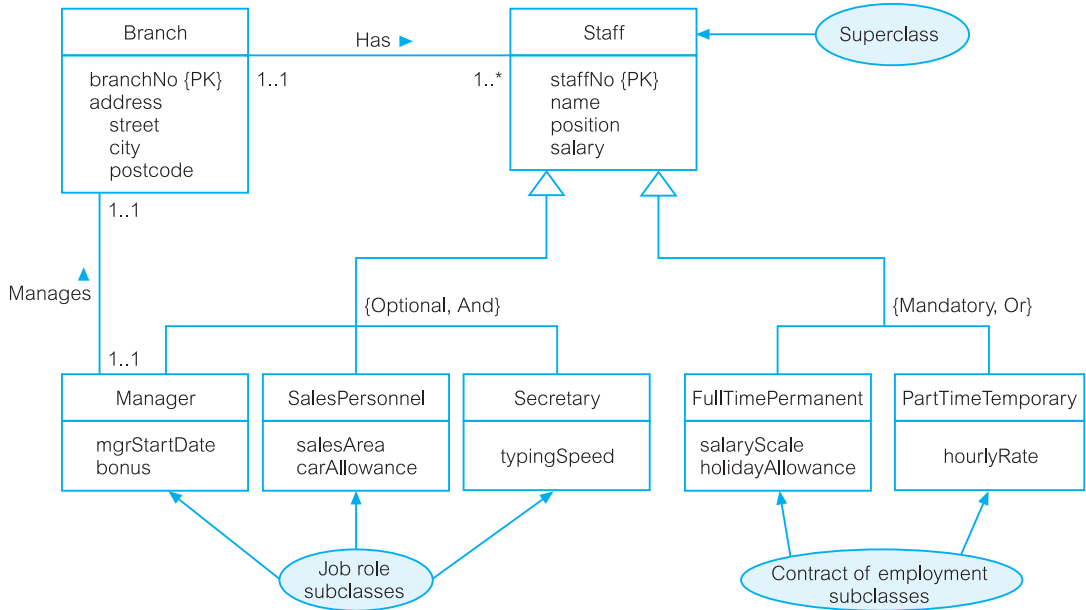 Branch
branchNo {PK}
address
street
city
postcode
Has ►
1..1
1..*
Staff
staffNo {PK}
name
position
salary
Superclass
1..1
▲
Manages
1..1
{Optional, And}
{Mandatory, Or}
Manager
mgrStartDate
bonus
SalesPersonnel
salesArea
carAllowance
Secretary
typingSpeed
FullTimePermanent
salaryScale
holidayAllowance
PartTimeTemporary
hourlyRate
Job role
subclasses
Contract of employment
subclasses